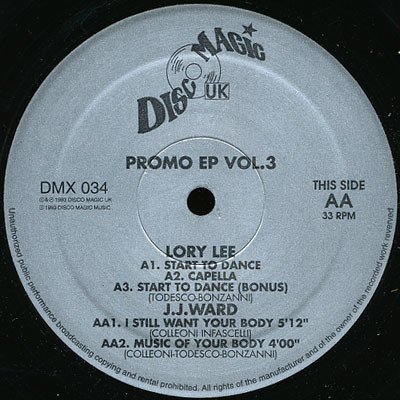 DISCO MAGIC
UK
PROMO EP VOL.3
DMX 034
℗ & © 1993 DISCO MAGIC UK
© 1993 DISCO MAGIC MUSIC
THIS SIDE
AA
33 RPM
LORY LEE
A1. START TO DANCE
A2. CAPELLA
A3. START TO DANCE (BONUS)
(TODESCO-BONZANNI)
J.J.WARD
AA1. I STILL WANT YOUR BODY 5'12"
(COLLEONI INFASCELLI)
AA2. MUSIC OF YOUR BODY 4'00"
(COLLEONI-TODESCO-BONZANNI)
Unauthorized public performance broadcasting copying and rental prohibited. All rights of the manufacturer and of the owner of the recorded work reserved.